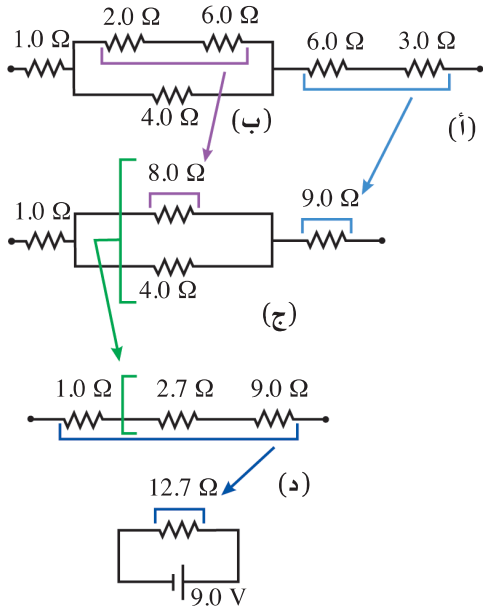 2.0 Ω 6.0 Ω
1.0 Ω 6.0 Ω 3.0 Ω
4.0 Ω (ب) (أ)
8.0 Ω 9.0 Ω
1.0 Ω
4.0 Ω
(ج)
1.0 Ω 2.7 Ω 9.0 Ω
(د)
12.7 Ω
9.0 V